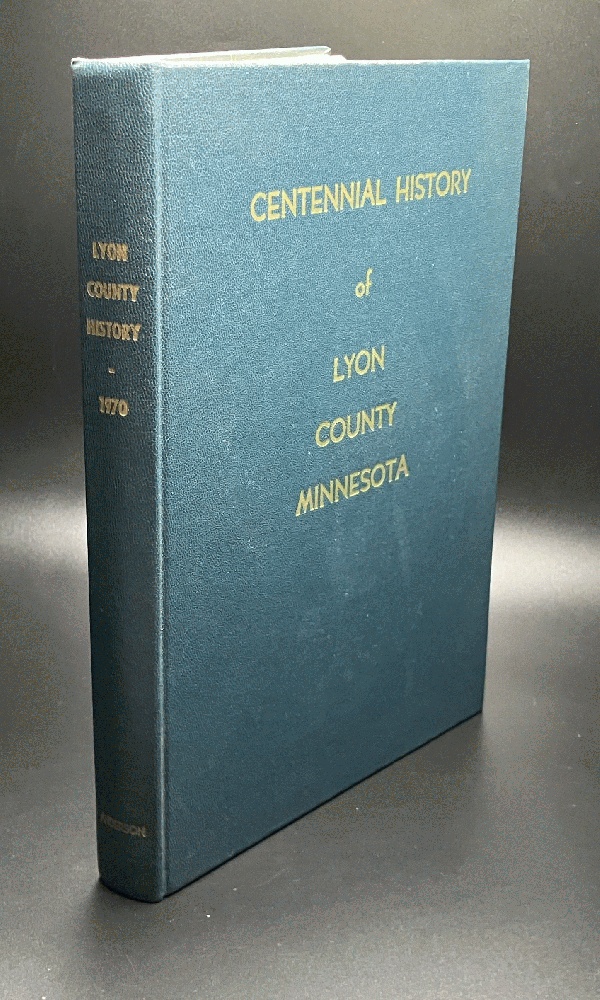 LYON
COUNTY
HISTORY
-
1970
CENTENNIAL HISTORY
of
LYON
COUNTY
MINNESOTA